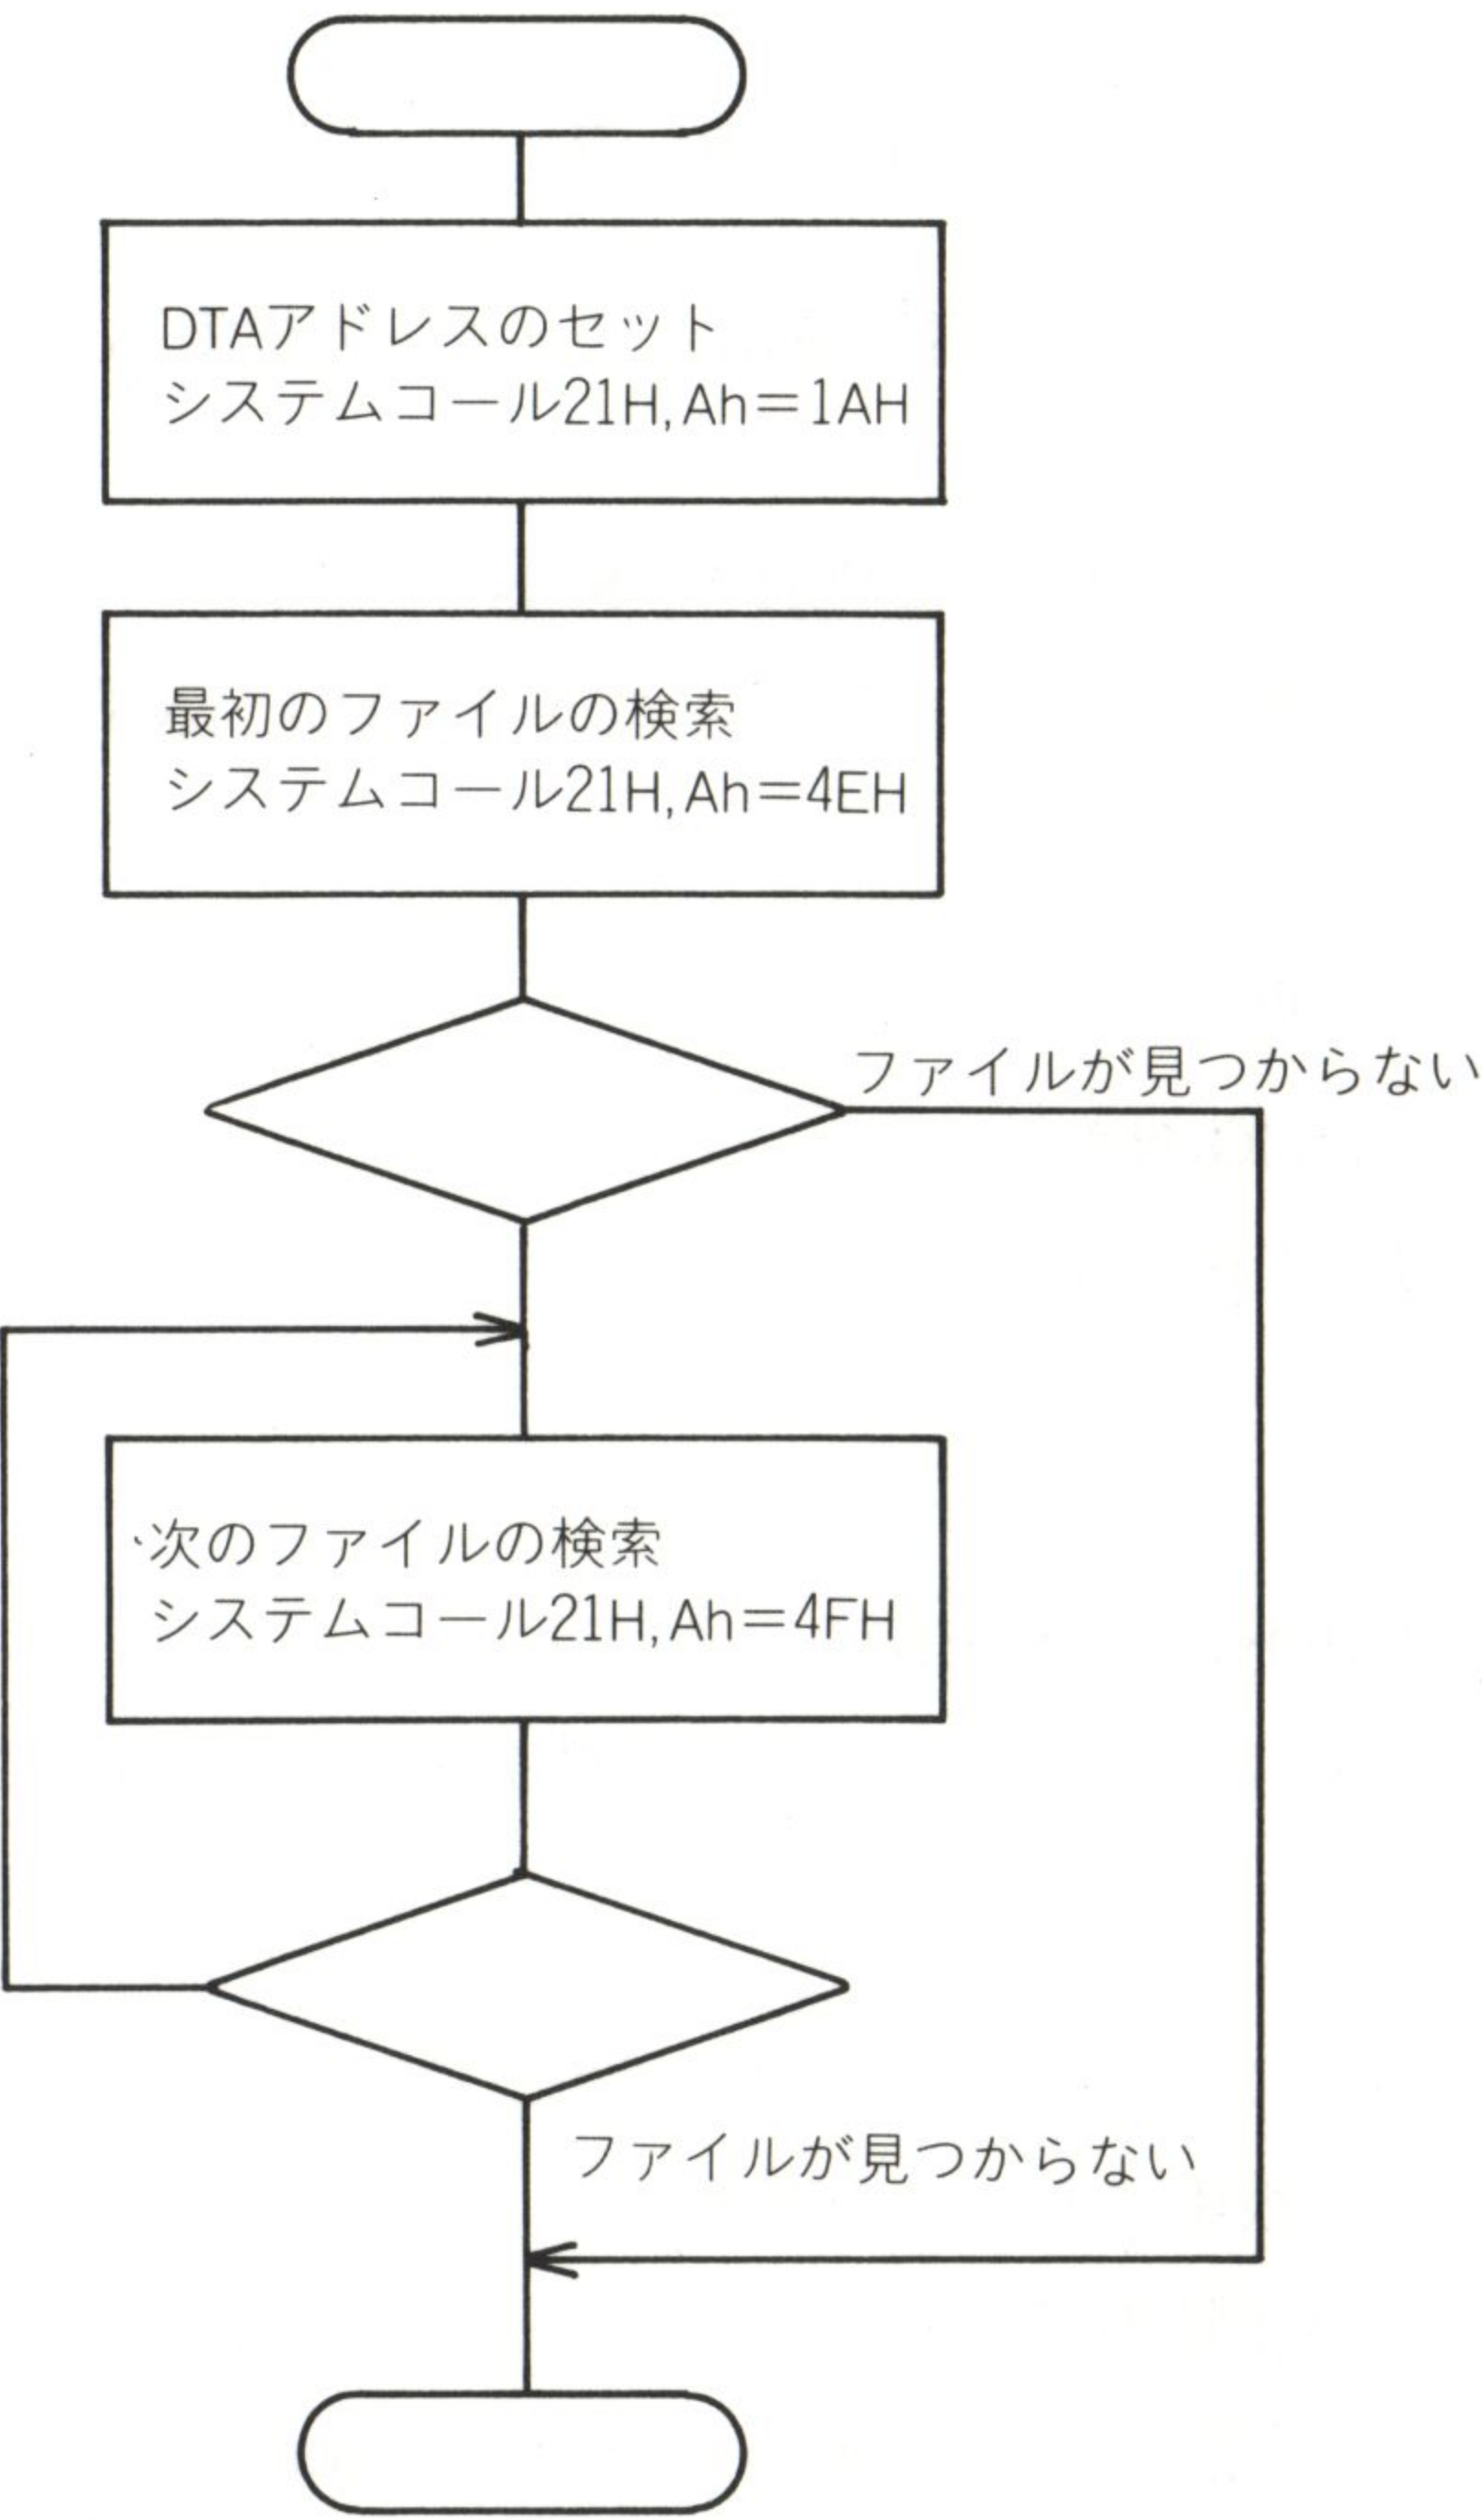 DTAアドレスのセット
システムコール21H,Ah=1AH
最初のファイルの検索
システムコール21H,Ah=4EH
ファイルが見つからない
次のファイルの検索
システムコール21H,Ah=4FH
ファイルが見つからない